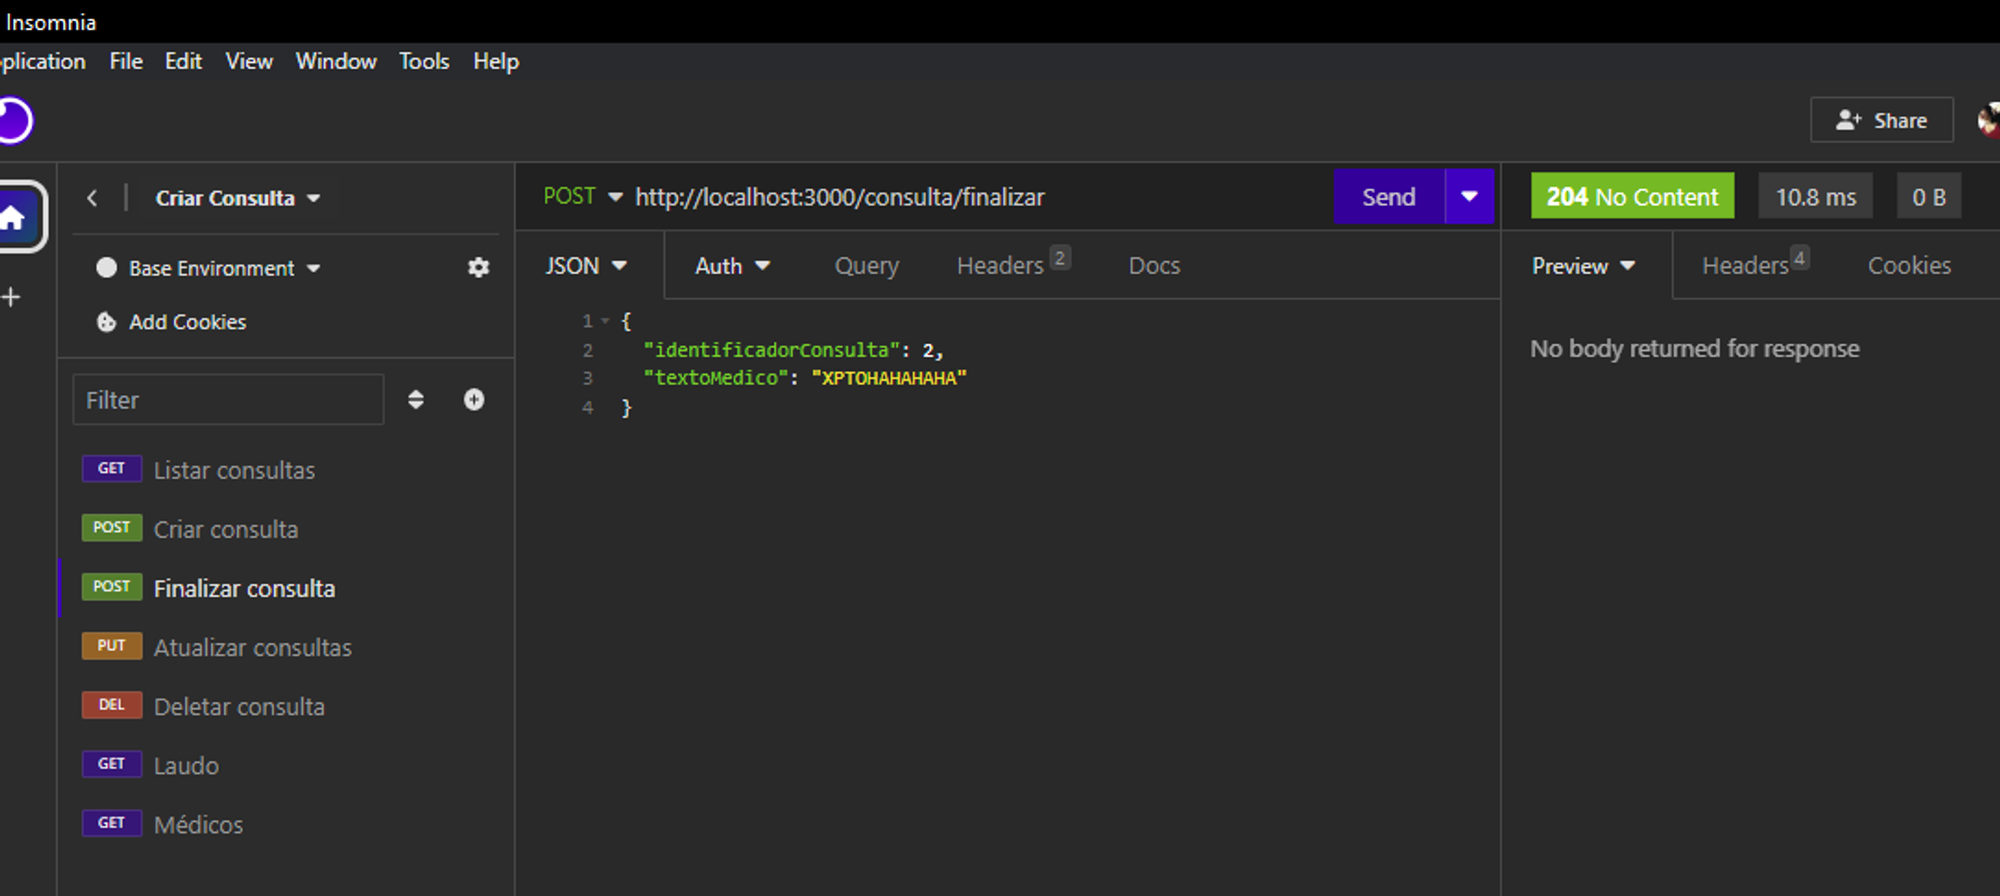 Insomnia
plication File Edit View Window Tools Help
Share
Criar Consulta
Base Environment
Add Cookies
Filter
GET Listar consultas
POST Criar consulta
POST Finalizar consulta
PUT Atualizar consultas
DEL Deletar consulta
GET Laudo
GET Médicos
POST http://localhost:3000/consulta/finalizar Send
JSON Auth Query Headers 2 Docs
1 {
2 "identificadorConsulta": 2,
3 "textoMedico": "XPTOHAHAHAHA"
4 }
204 No Content 10.8 ms 0 B
Preview Headers 4 Cookies
No body returned for response